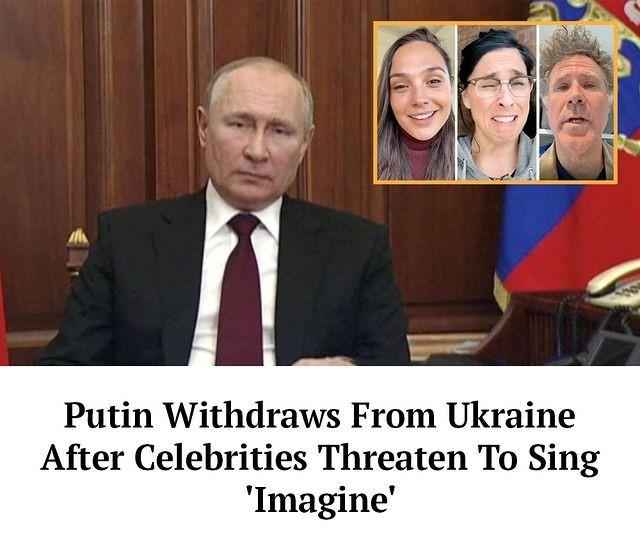 Putin Withdraws From Ukraine
After Celebrities Threaten To Sing
'Imagine'